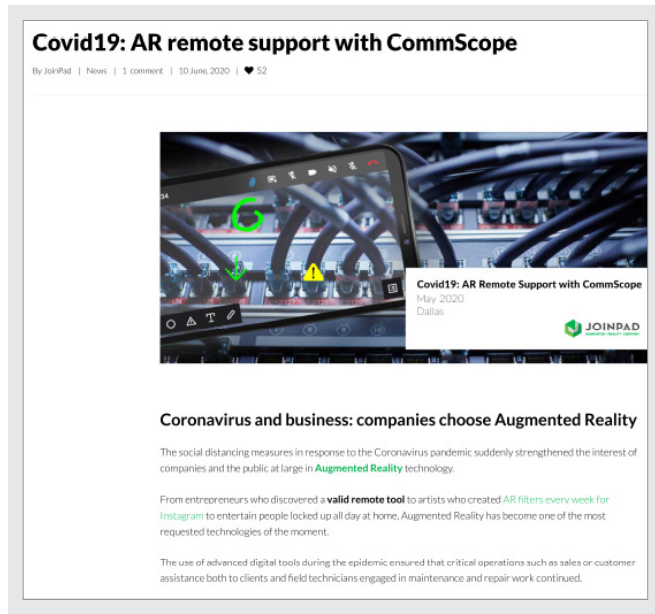 Covid19: AR remote support with CommScope
By JoinPad | News | 1 comment | 10 June, 2020 | 52
Covid19: AR Remote Support with CommScope
May 2020
Dallas
JOINPAD
Coronavirus and business: companies choose Augmented Reality
The social distancing measures in response to the Coronavirus pandemic suddenly strengthened the interest of
companies and the public at large in Augmented Reality technology.
From entrepreneurs who discovered a valid remote tool to artists who created AR filters every week for
Instagram to entertain people locked up all day at home, Augmented Reality has become one of the most
requested technologies of the moment.
The use of advanced digital tools during the epidemic ensured that critical operations such as sales or customer
assistance both to clients and field technicians engaged in maintenance and repair work continued.